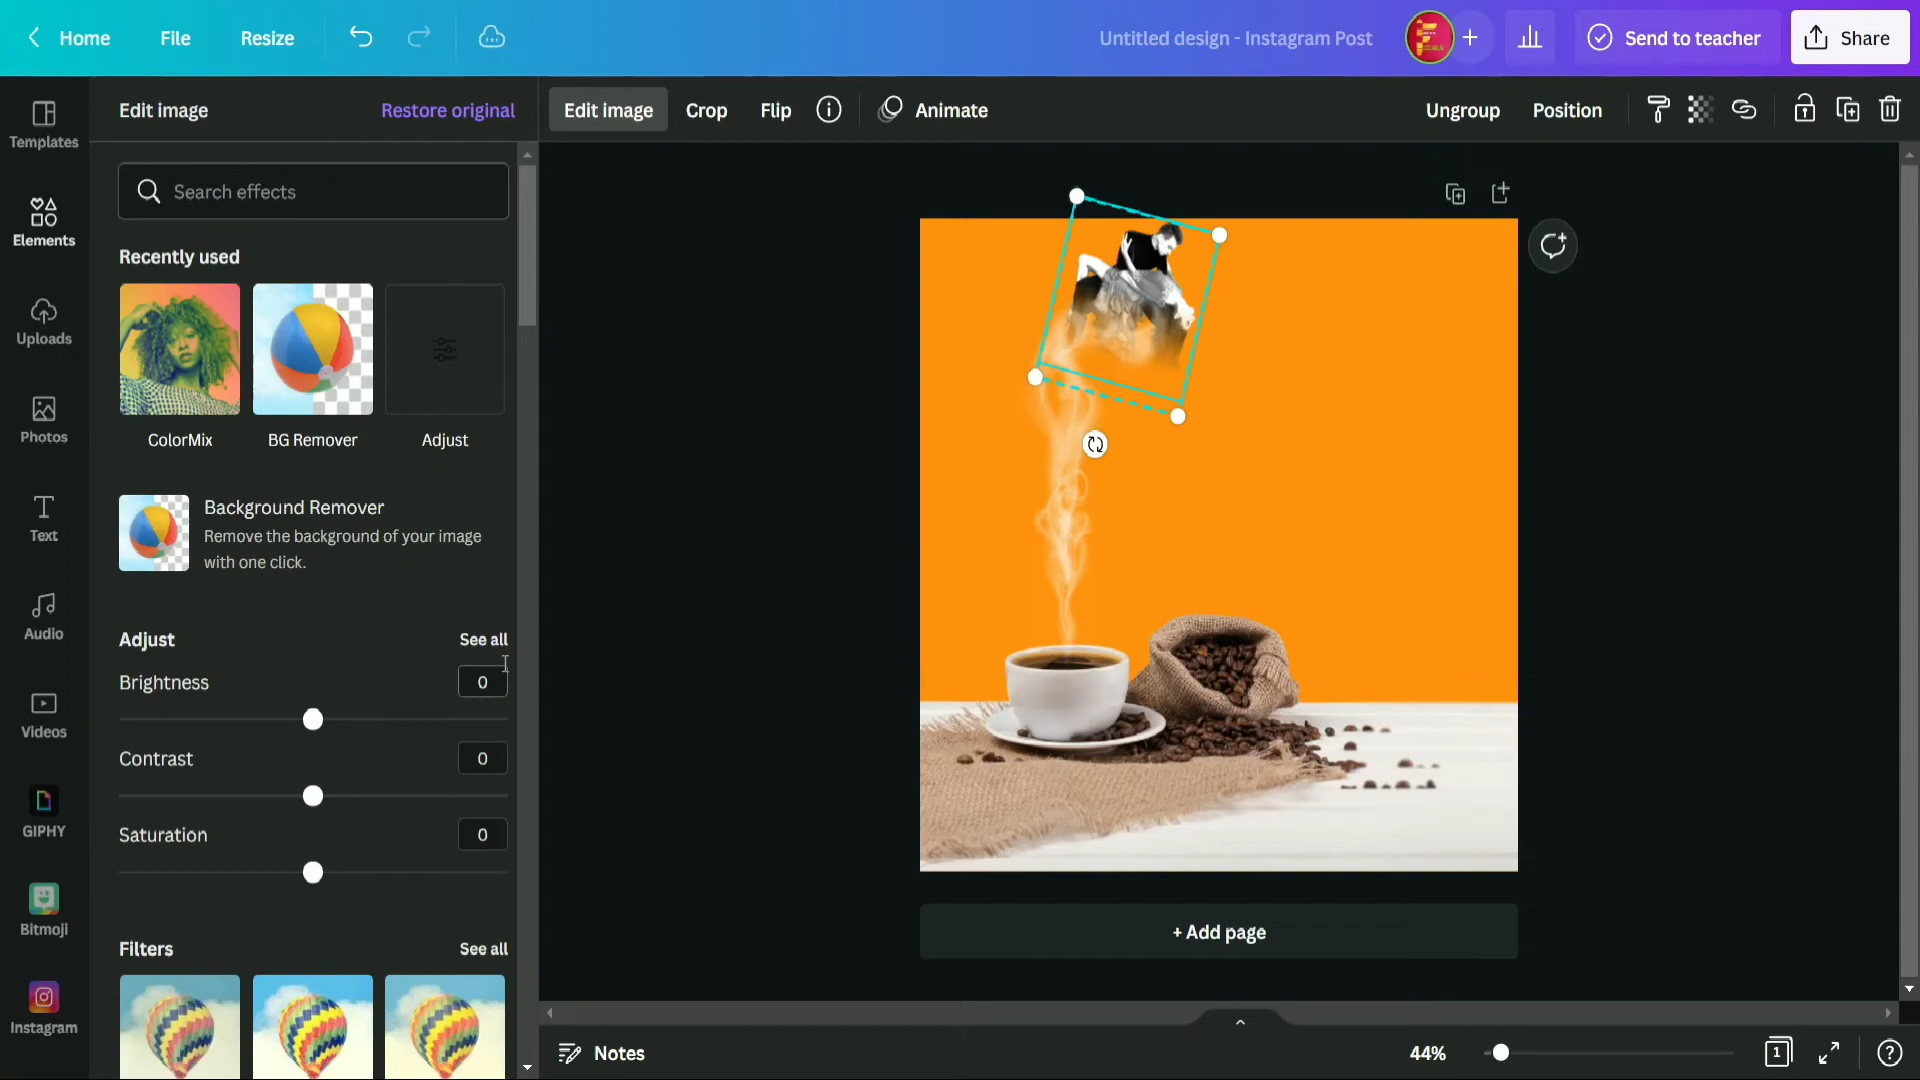 Home
File
Resize
Untitled design - Instagram Post
+
Send to teacher
Share
Templates
Elements
Uploads
Photos
Text
Audio
Videos
GIPHY
Bitmoji
Instagram
Edit image
Restore original
Search effects
Recently used
ColorMix
BG Remover
Adjust
Background Remover
Remove the background of your image
with one click.
Adjust
See all
Brightness
0
Contrast
0
Saturation
0
Filters
See all
Edit image
Crop
Flip
Animate
Ungroup
Position
+ Add page
Notes
44%
1
?